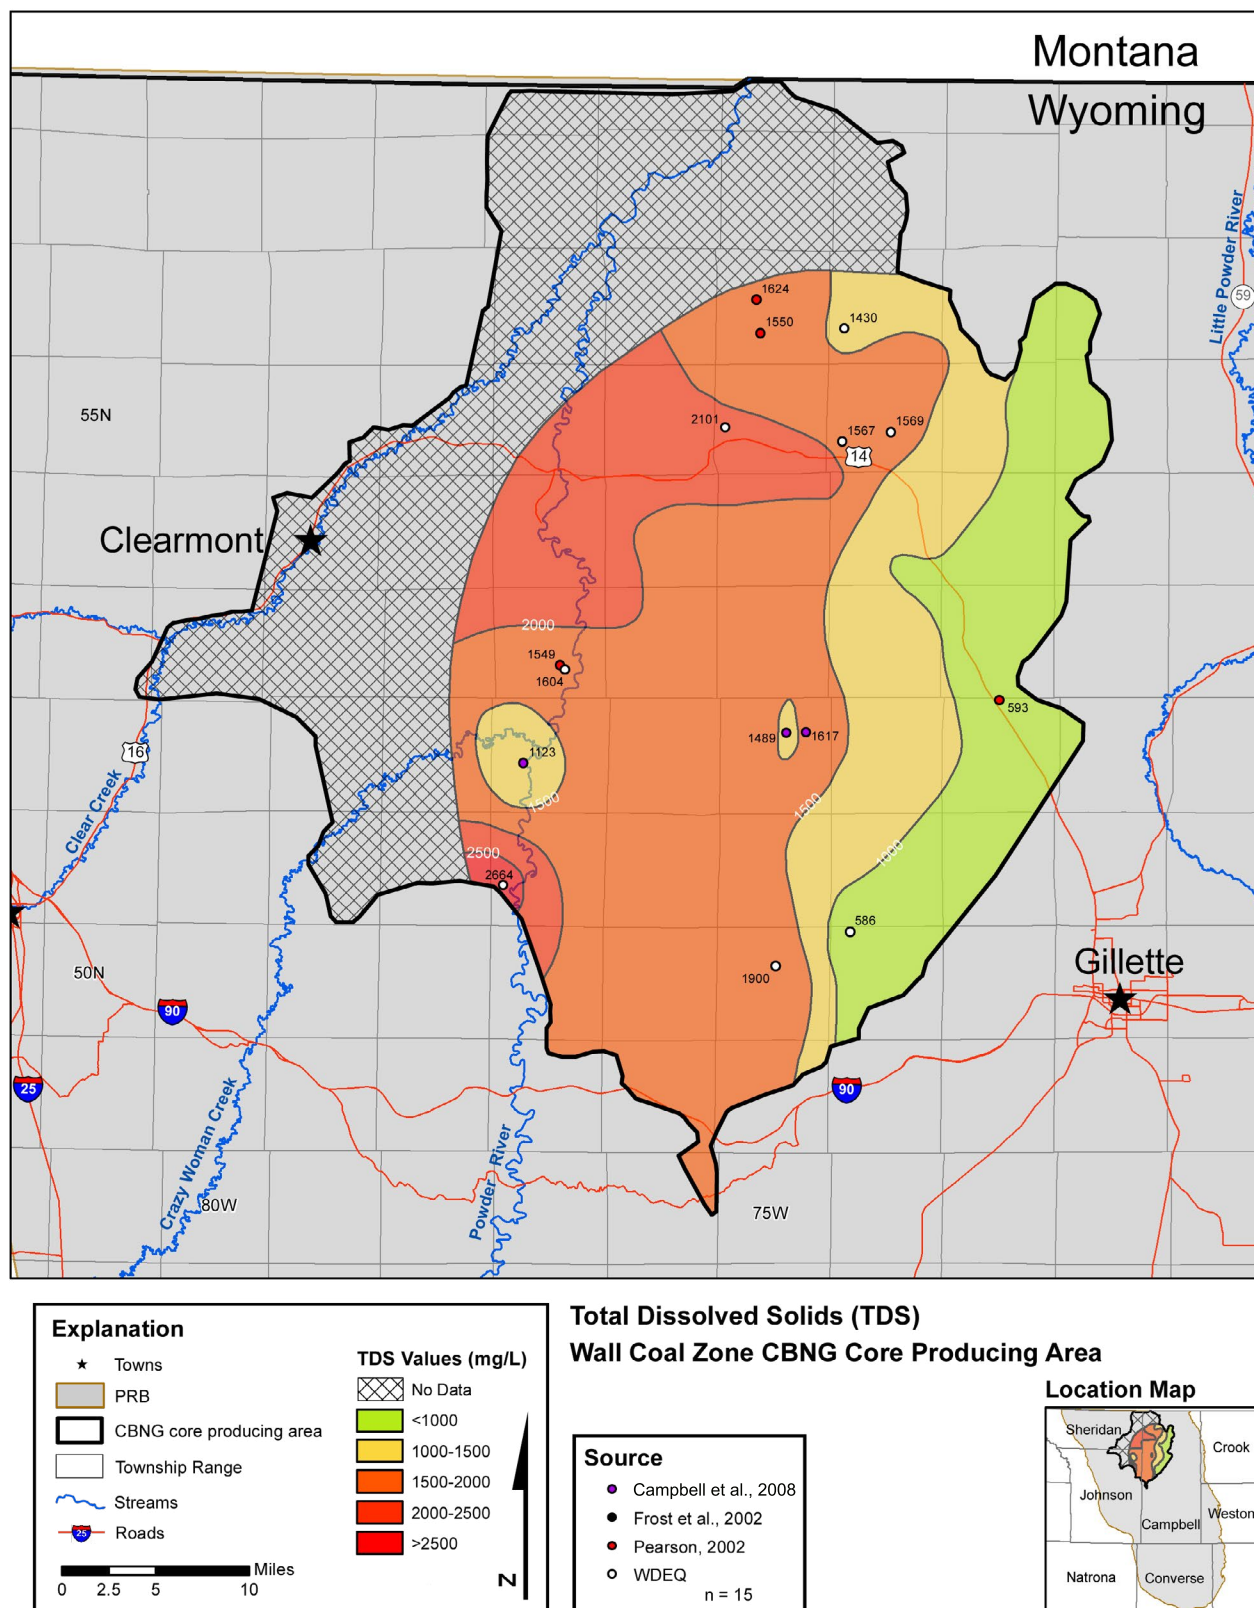 Montana
Wyoming
Little Powder River
59
1624
1550
1430
55N
2101
1567
1569
14
Clearmont
2000
1549
1604
593
16
1489
1617
1123
1500
1500
Clear Creek
1000
2500
2664
586
50N
1900
Gillette
90
25
90
Crazy Woman Creek
Powder River
80W
75W
Explanation
Towns
PRB
CBNG core producing area
Township Range
Streams
25
Roads
Miles
0 2.5 5 10
TDS Values (mg/L)
No Data
<1000
1000-1500
1500-2000
2000-2500
>2500
N
Total Dissolved Solids (TDS)
Wall Coal Zone CBNG Core Producing Area
Source
Campbell et al., 2008
Frost et al., 2002
Pearson, 2002
WDEQ
n = 15
Location Map
Sheridan
Crook
Johnson
Campbell
Weston
Natrona
Converse